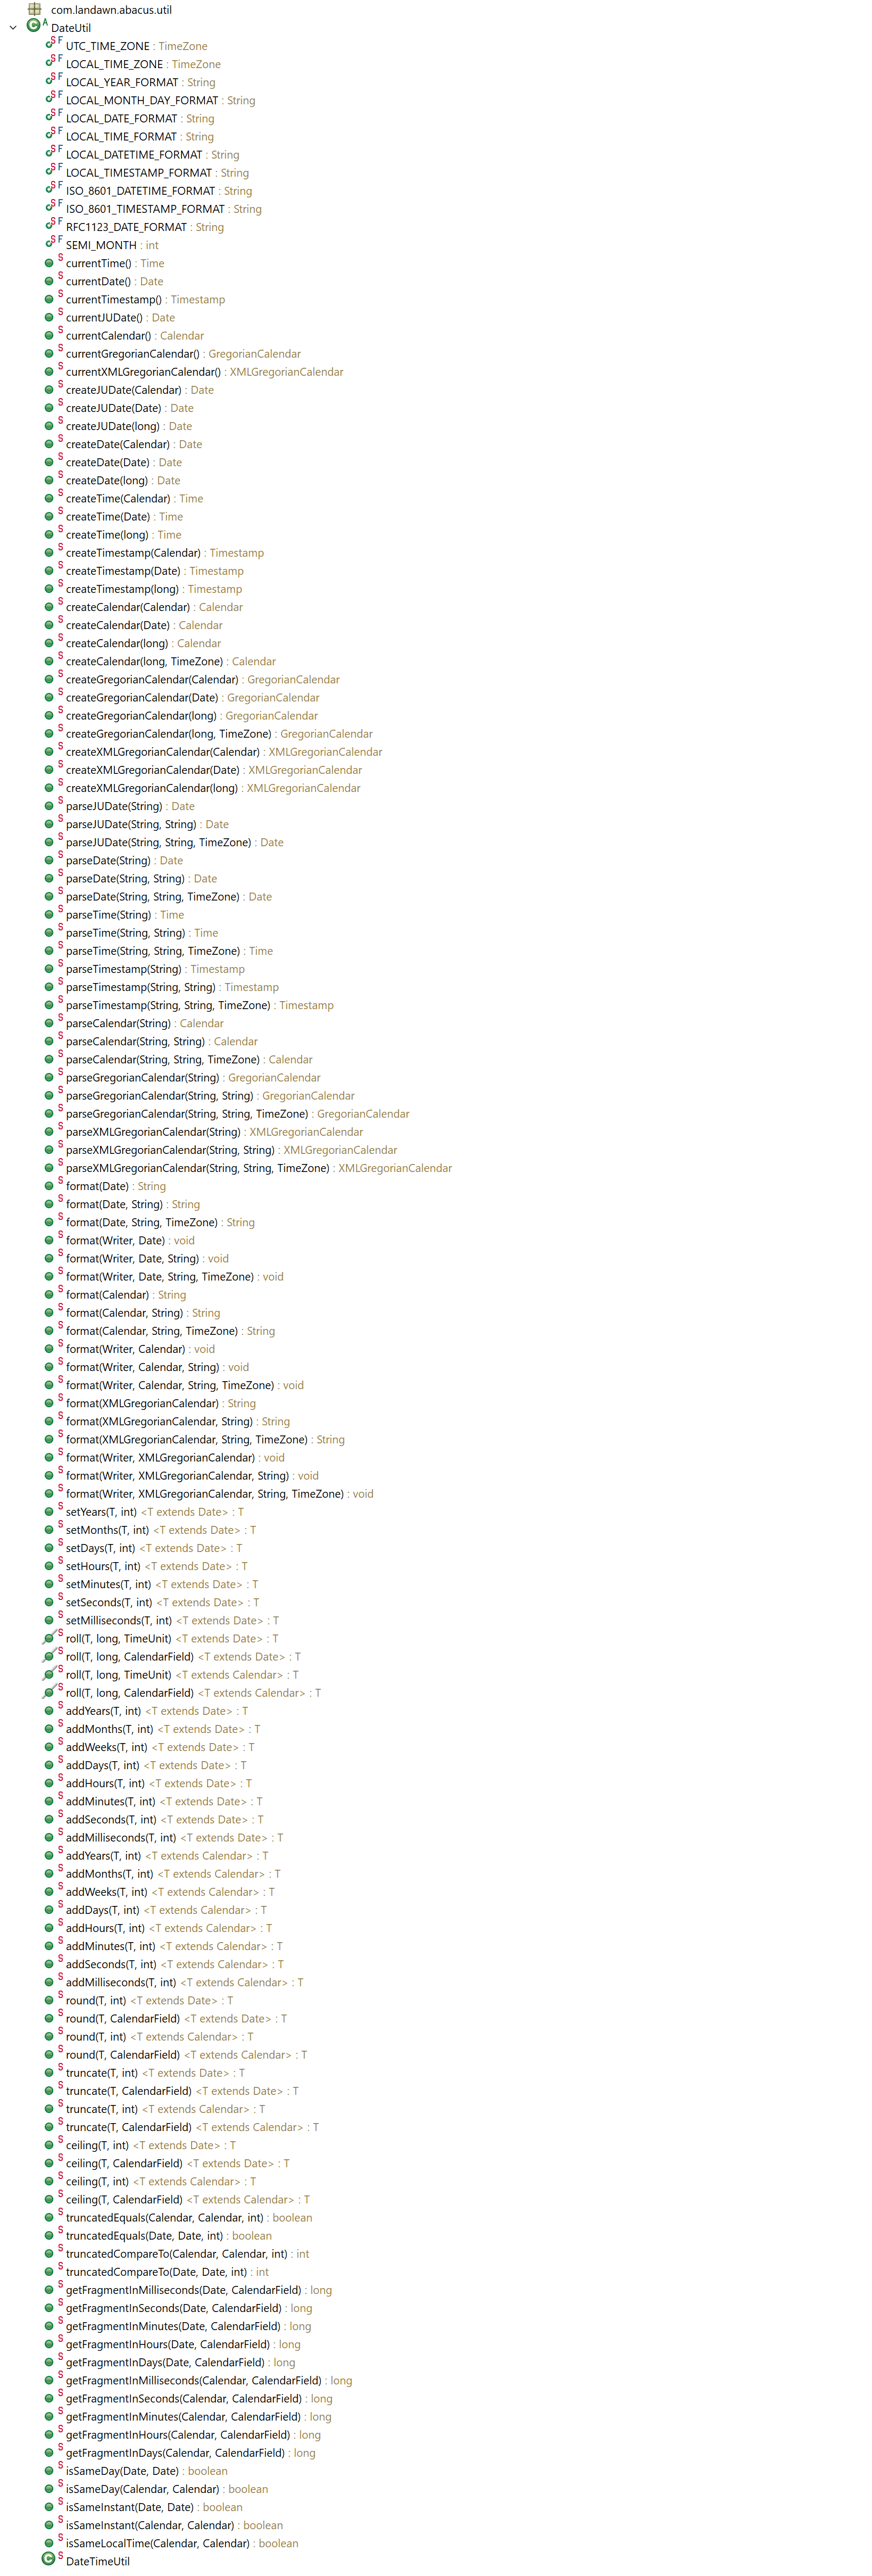 com.landawn.abacus.util
DateUtil
UTC_TIME_ZONE : TimeZone
LOCAL_TIME_ZONE : TimeZone
LOCAL_YEAR_FORMAT : String
LOCAL_MONTH_DAY_FORMAT : String
LOCAL_DATE_FORMAT : String
LOCAL_TIME_FORMAT : String
LOCAL_DATETIME_FORMAT : String
LOCAL_TIMESTAMP_FORMAT : String
ISO_8601_DATETIME_FORMAT : String
ISO_8601_TIMESTAMP_FORMAT : String
RFC1123_DATE_FORMAT : String
SEMI_MONTH : int
currentTime() : Time
currentDate() : Date
currentTimestamp() : Timestamp
currentJUDate() : Date
currentCalendar() : Calendar
currentGregorianCalendar() : GregorianCalendar
currentXMLGregorianCalendar() : XMLGregorianCalendar
createJUDate(Calendar) : Date
createJUDate(Date) : Date
createJUDate(long) : Date
createDate(Calendar) : Date
createDate(Date) : Date
createDate(long) : Date
createTime(Calendar) : Time
createTime(Date) : Time
createTime(long) : Time
createTimestamp(Calendar) : Timestamp
createTimestamp(Date) : Timestamp
createTimestamp(long) : Timestamp
createCalendar(Calendar) : Calendar
createCalendar(Date) : Calendar
createCalendar(long) : Calendar
createCalendar(long, TimeZone) : Calendar
createGregorianCalendar(Calendar) : GregorianCalendar
createGregorianCalendar(Date) : GregorianCalendar
createGregorianCalendar(long) : GregorianCalendar
createGregorianCalendar(long, TimeZone) : GregorianCalendar
createXMLGregorianCalendar(Calendar) : XMLGregorianCalendar
createXMLGregorianCalendar(Date) : XMLGregorianCalendar
createXMLGregorianCalendar(long) : XMLGregorianCalendar
parseJUDate(String) : Date
parseJUDate(String, String) : Date
parseJUDate(String, String, TimeZone) : Date
parseDate(String) : Date
parseDate(String, String) : Date
parseDate(String, String, TimeZone) : Date
parseTime(String) : Time
parseTime(String, String) : Time
parseTime(String, String, TimeZone) : Time
parseTimestamp(String) : Timestamp
parseTimestamp(String, String) : Timestamp
parseTimestamp(String, String, TimeZone) : Timestamp
parseCalendar(String) : Calendar
parseCalendar(String, String) : Calendar
parseCalendar(String, String, TimeZone) : Calendar
parseGregorianCalendar(String) : GregorianCalendar
parseGregorianCalendar(String, String) : GregorianCalendar
parseGregorianCalendar(String, String, TimeZone) : GregorianCalendar
parseXMLGregorianCalendar(String) : XMLGregorianCalendar
parseXMLGregorianCalendar(String, String) : XMLGregorianCalendar
parseXMLGregorianCalendar(String, String, TimeZone) : XMLGregorianCalendar
format(Date) : String
format(Date, String) : String
format(Date, String, TimeZone) : String
format(Writer, Date) : void
format(Writer, Date, String) : void
format(Writer, Date, String, TimeZone) : void
format(Calendar) : String
format(Calendar, String) : String
format(Calendar, String, TimeZone) : String
format(Writer, Calendar) : void
format(Writer, Calendar, String) : void
format(Writer, Calendar, String, TimeZone) : void
format(XMLGregorianCalendar) : String
format(XMLGregorianCalendar, String) : String
format(XMLGregorianCalendar, String, TimeZone) : String
format(Writer, XMLGregorianCalendar) : void
format(Writer, XMLGregorianCalendar, String) : void
format(Writer, XMLGregorianCalendar, String, TimeZone) : void
setYears(T, int) <T extends Date> : T
setMonths(T, int) <T extends Date> : T
setDays(T, int) <T extends Date> : T
setHours(T, int) <T extends Date> : T
setMinutes(T, int) <T extends Date> : T
setSeconds(T, int) <T extends Date> : T
setMilliseconds(T, int) <T extends Date> : T
roll(T, long, TimeUnit) <T extends Date> : T
roll(T, long, CalendarField) <T extends Date> : T
roll(T, long, TimeUnit) <T extends Calendar> : T
roll(T, long, CalendarField) <T extends Calendar> : T
addYears(T, int) <T extends Date> : T
addMonths(T, int) <T extends Date> : T
addWeeks(T, int) <T extends Date> : T
addDays(T, int) <T extends Date> : T
addHours(T, int) <T extends Date> : T
addMinutes(T, int) <T extends Date> : T
addSeconds(T, int) <T extends Date> : T
addMilliseconds(T, int) <T extends Date> : T
addYears(T, int) <T extends Calendar> : T
addMonths(T, int) <T extends Calendar> : T
addWeeks(T, int) <T extends Calendar> : T
addDays(T, int) <T extends Calendar> : T
addHours(T, int) <T extends Calendar> : T
addMinutes(T, int) <T extends Calendar> : T
addSeconds(T, int) <T extends Calendar> : T
addMilliseconds(T, int) <T extends Calendar> : T
round(T, int) <T extends Date> : T
round(T, CalendarField) <T extends Date> : T
round(T, int) <T extends Calendar> : T
round(T, CalendarField) <T extends Calendar> : T
truncate(T, int) <T extends Date> : T
truncate(T, CalendarField) <T extends Date> : T
truncate(T, int) <T extends Calendar> : T
truncate(T, CalendarField) <T extends Calendar> : T
ceiling(T, int) <T extends Date> : T
ceiling(T, CalendarField) <T extends Date> : T
ceiling(T, int) <T extends Calendar> : T
ceiling(T, CalendarField) <T extends Calendar> : T
truncatedEquals(Calendar, Calendar, int) : boolean
truncatedEquals(Date, Date, int) : boolean
truncatedCompareTo(Calendar, Calendar, int) : int
truncatedCompareTo(Date, Date, int) : int
getFragmentInMilliseconds(Date, CalendarField) : long
getFragmentInSeconds(Date, CalendarField) : long
getFragmentInMinutes(Date, CalendarField) : long
getFragmentInHours(Date, CalendarField) : long
getFragmentInDays(Date, CalendarField) : long
getFragmentInMilliseconds(Calendar, CalendarField) : long
getFragmentInSeconds(Calendar, CalendarField) : long
getFragmentInMinutes(Calendar, CalendarField) : long
getFragmentInHours(Calendar, CalendarField) : long
getFragmentInDays(Calendar, CalendarField) : long
isSameDay(Date, Date) : boolean
isSameDay(Calendar, Calendar) : boolean
isSameInstant(Date, Date) : boolean
isSameInstant(Calendar, Calendar) : boolean
isSameLocalTime(Calendar, Calendar) : boolean
DateTimeUtil